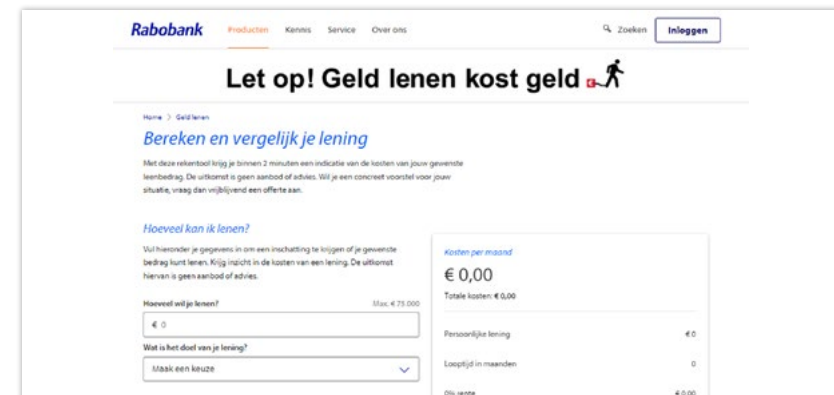 Rabobank Producten Kennis Service Over ons Zoeken Inloggen
Let op! Geld lenen kost geld
Home > Geld lenen
Bereken en vergelijk je lening
Met deze rekentool krijg je binnen 2 minuten een indicatie van de kosten van jouw gewenste
leenbedrag. De uitkomst is geen aanbod of advies. Wil je een concreet voorstel voor jouw
situatie, vraag dan vrijblijvend een offerte aan.
Hoeveel kan ik lenen?
Vul hieronder je gegevens in om een inschatting te krijgen of je gewenste
bedrag kunt lenen. Krijg inzicht in de kosten van een lening. De uitkomst
hiervan is geen aanbod of advies.
Hoeveel wil je lenen? Max. € 75.000
€ 0
Wat is het doel van je lening?
Maak een keuze
Kosten per maand
€ 0,00
Totale kosten: € 0,00
Persoonlijke lening € 0
Looptijd in maanden 0
0% rente € 0,00